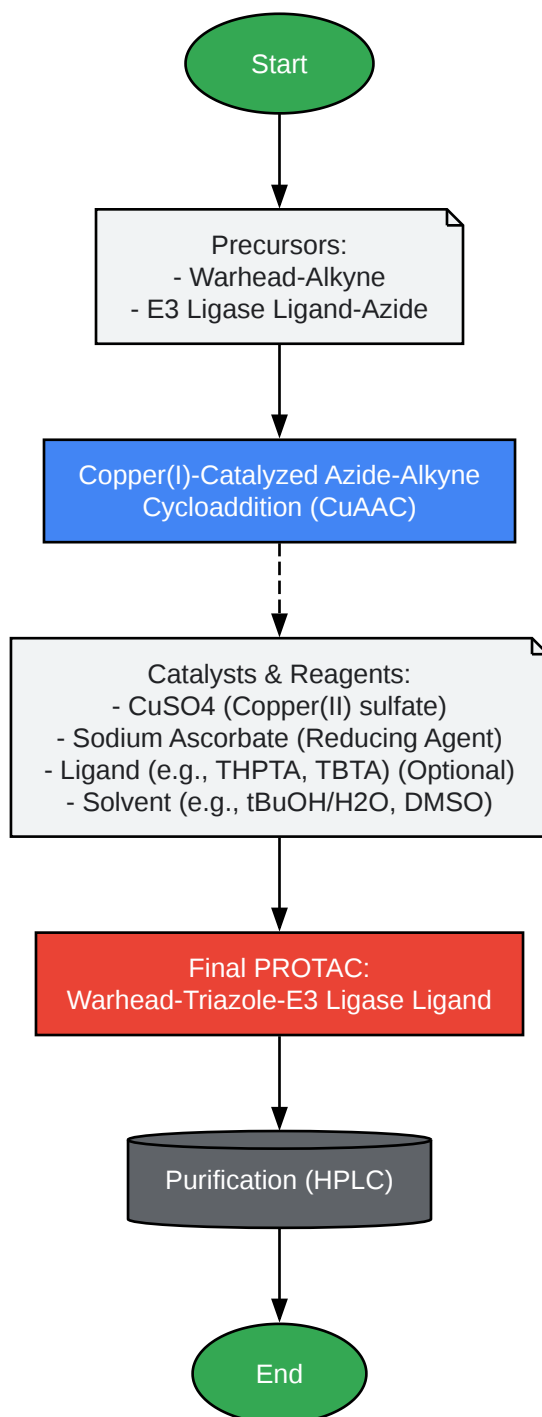 Start
Precursors:
- Warhead-Alkyne
- E3 Ligase Ligand-Azide
Copper(I)-Catalyzed Azide-Alkyne
Cycloaddition (CuAAC)
Catalysts & Reagents:
- CuSO4 (Copper(II) sulfate)
- Sodium Ascorbate (Reducing Agent)
- Ligand (e.g., THPTA, TBTA) (Optional)
- Solvent (e.g., tBuOH/H2O, DMSO)
Final PROTAC:
Warhead-Triazole-E3 Ligase Ligand
Purification (HPLC)
End